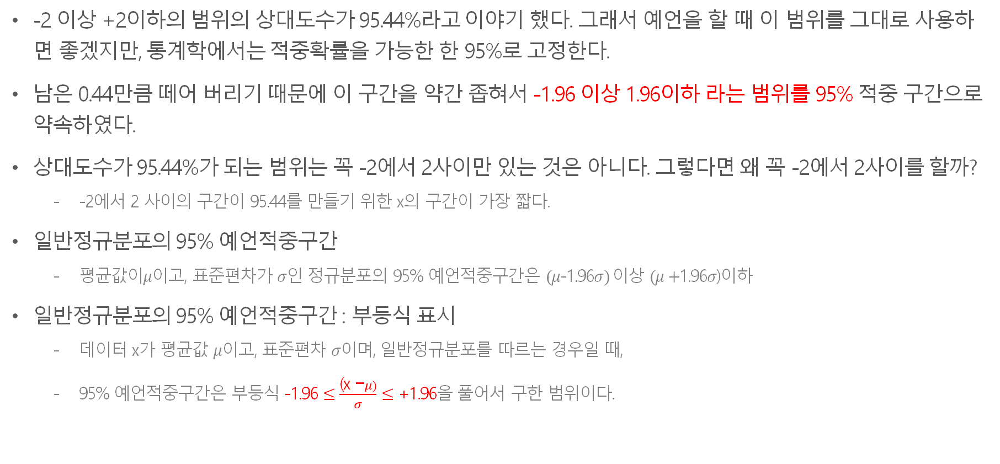 • -2 이상 +2이하의 범위의 상대도수가 95.44%라고 이야기 했다. 그래서 예언을 할 때 이 범위를 그대로 사용하
면 좋겠지만, 통계학에서는 적중확률을 가능한 한 95%로 고정한다.
• 남은 0.44만큼 떼어 버리기 때문에 이 구간을 약간 좁혀서 -1.96 이상 1.96이하 라는 범위를 95% 적중 구간으로
약속하였다.
• 상대도수가 95.44%가 되는 범위는 꼭 -2에서 2사이만 있는 것은 아니다. 그렇다면 왜 꼭 -2에서 2사이를 할까?
- -2에서 2 사이의 구간이 95.44를 만들기 위한 x의 구간이 가장 짧다.
• 일반정규분포의 95% 예언적중구간
- 평균값이μ이고, 표준편차가 σ인 정규분포의 95% 예언적중구간은 (μ-1.96σ) 이상 (μ +1.96σ)이하
• 일반정규분포의 95% 예언적중구간 : 부등식 표시
- 데이터 x가 평균값 μ이고, 표준편차 σ이며, 일반정규분포를 따르는 경우일 때,
- 95% 예언적중구간은 부등식 -1.96 ≤ (x −μ)/σ ≤ +1.96을 풀어서 구한 범위이다.